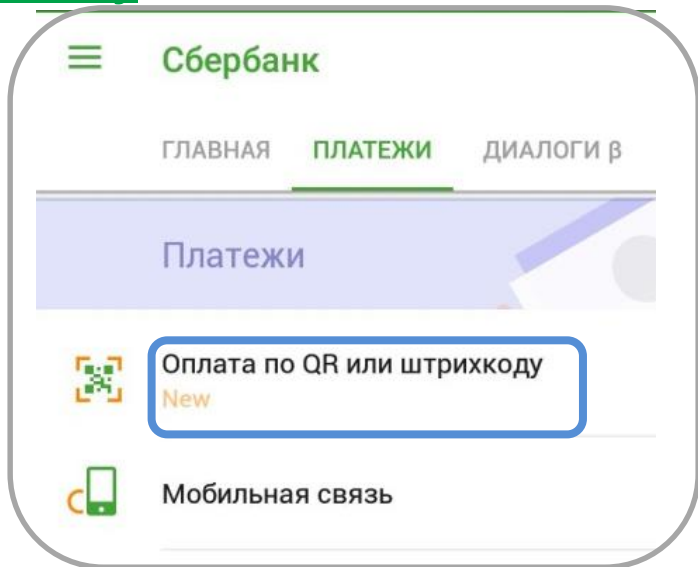 Сбербанк
ГЛАВНАЯ ПЛАТЕЖИ ДИАЛОГИ β
Платежи
Оплата по QR или штрихкоду
New
Мобильная связь